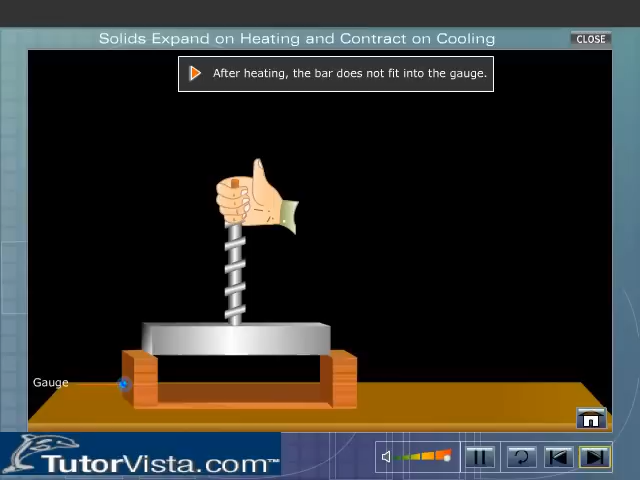 Solids Expand on Heating and Contract on Cooling
CLOSE
After heating, the bar does not fit into the gauge.
Gauge
TutorVista.com™